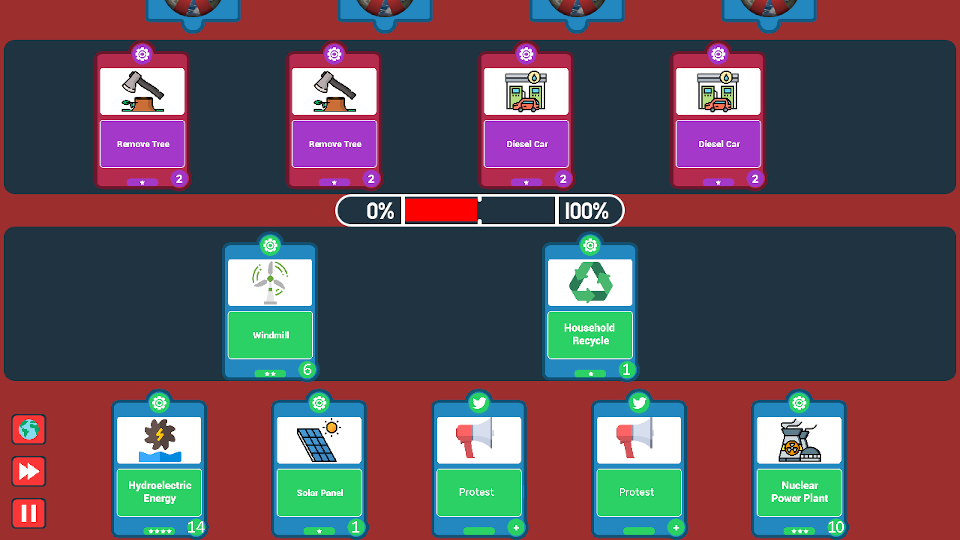 Remove Tree
2
Remove Tree
2
Diesel Car
2
Diesel Car
2
0%
100%
Windmill
6
Household
Recycle
1
Hydroelectric
Energy
14
Solar Panel
1
Protest
+
Protest
+
Nuclear
Power Plant
10